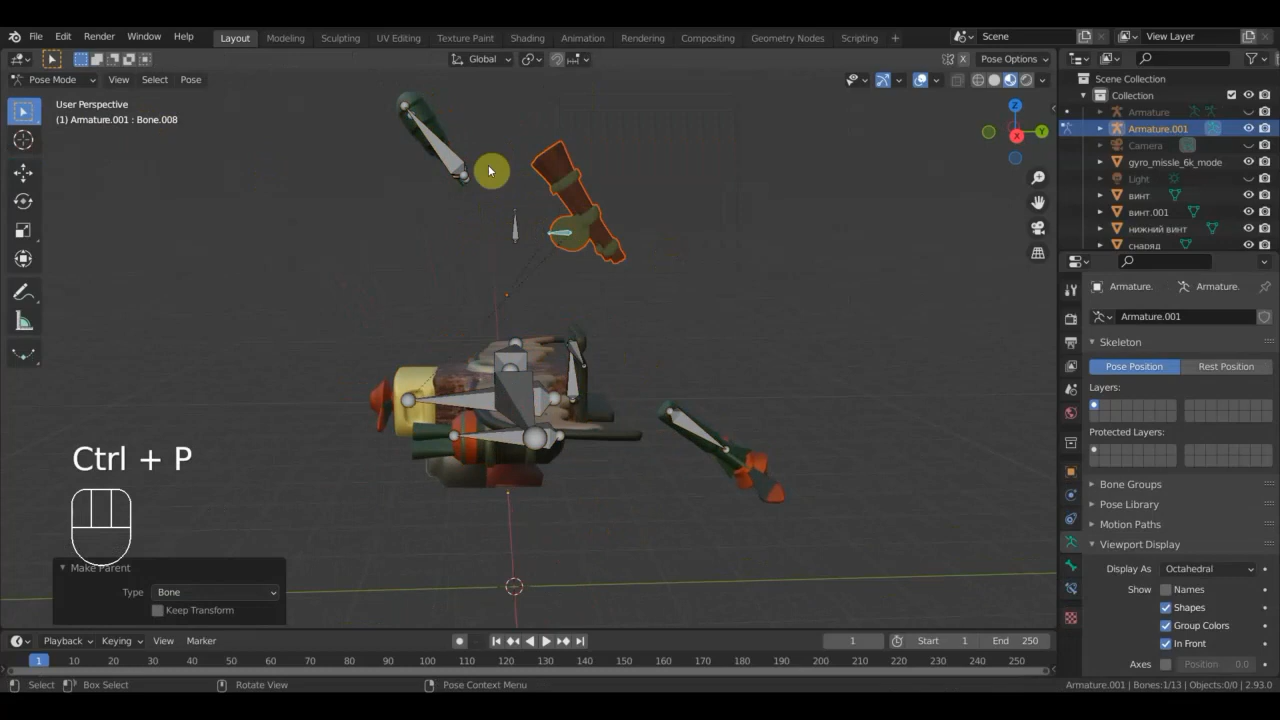 File Edit Render Window Help Layout Modeling Sculpting UV Editing Texture Paint Shading Animation Rendering Compositing Geometry Nodes Scripting + Scene View Layer
Global Pose Options
Pose Mode View Select Pose
User Perspective
(1) Armature.001 : Bone.008
Z
Y
X
Scene Collection
Collection
Armature
Armature.001
Camera
gyro_missle_6k_mode
Light
винт
винт.001
нижний винт
снаряд
Armature. Armature.
Armature.001
Skeleton
Pose Position Rest Position
Layers:
Protected Layers:
Bone Groups
Pose Library
Motion Paths
Viewport Display
Display As Octahedral
Show Names
Shapes
Group Colors
In Front
Axes Position 0.0
Ctrl + P
Make Parent
Type Bone
Keep Transform
Playback Keying View Marker 1 Start 1 End 250
1 10 20 30 40 50 60 70 80 90 100 110 120 130 140 150 160 170 180 190 200 210 220 230 240 250
Select Box Select Rotate View Pose Context Menu Armature.001 | Bones:1/13 | Objects:0/0 | 2.93.0